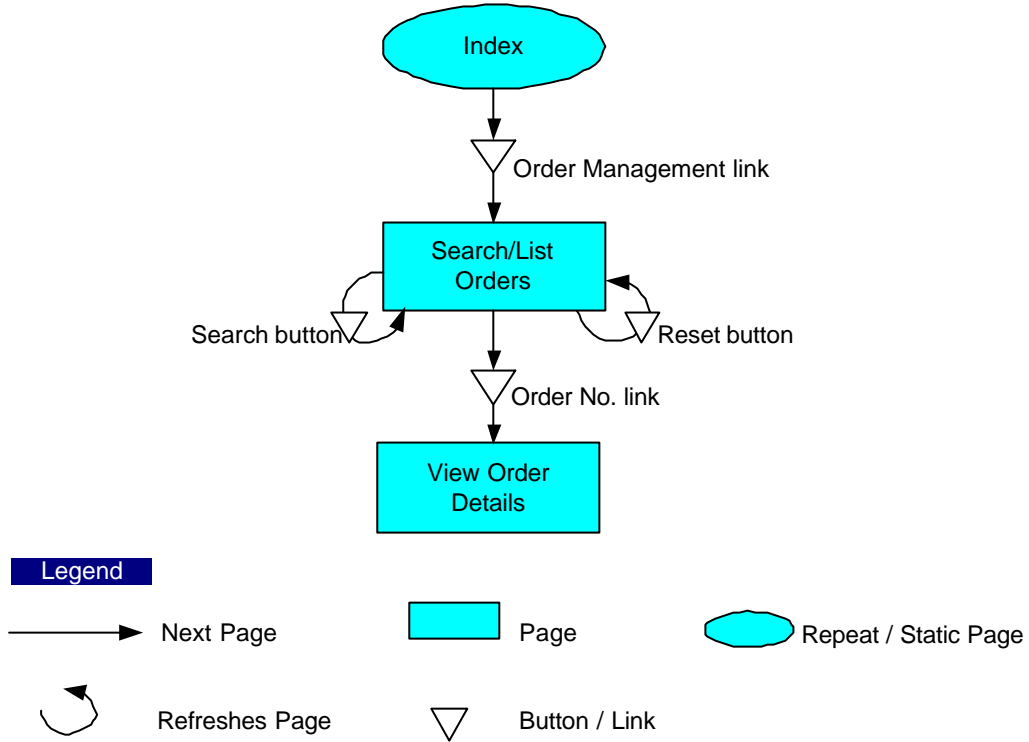 Index
Order Management link
Search/List
Orders
Search button
Reset button
Order No. link
View Order
Details
Legend
Next Page
Page
Repeat / Static Page
Refreshes Page
Button / Link